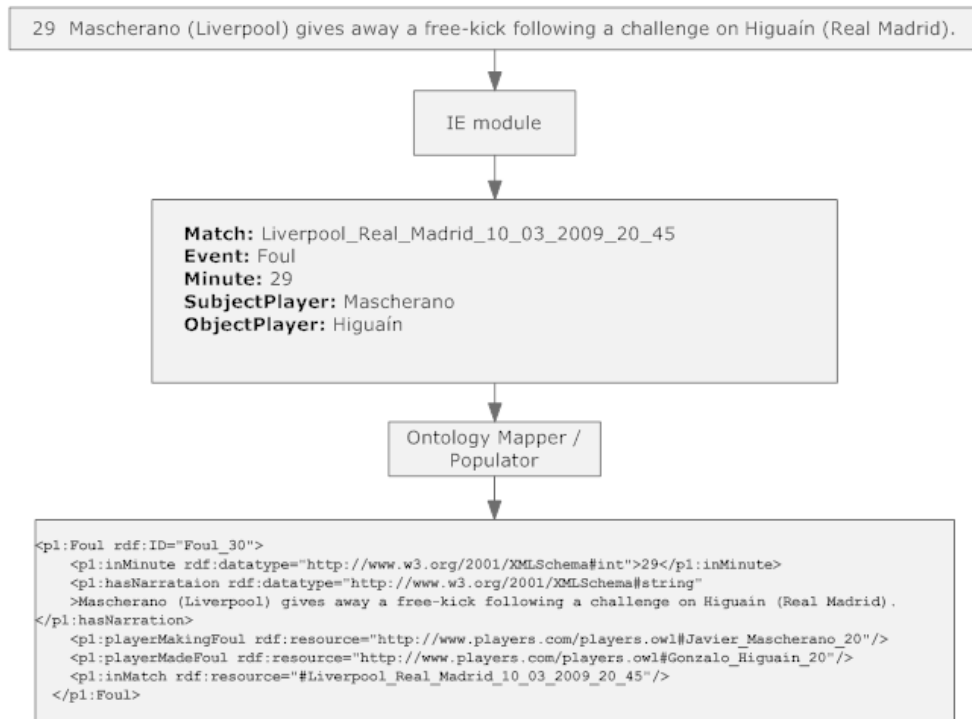 29 Mascherano (Liverpool) gives away a free-kick following a challenge on Higuaín (Real Madrid).
IE module
Match: Liverpool_Real_Madrid_10_03_2009_20_45
Event: Foul
Minute: 29
SubjectPlayer: Mascherano
ObjectPlayer: Higuaín
Ontology Mapper /
Populator
<p1:Foul rdf:ID="Foul_30">
<p1:inMinute rdf:datatype="http://www.w3.org/2001/XMLSchema#int">29</p1:inMinute>
<p1:hasNarrataion rdf:datatype="http://www.w3.org/2001/XMLSchema#string"
>Mascherano (Liverpool) gives away a free-kick following a challenge on Higuaín (Real Madrid).
</p1:hasNarration>
<p1:playerMakingFoul rdf:resource="http://www.players.com/players.owl#Javier_Mascherano_20"/>
<p1:playerMadeFoul rdf:resource="http://www.players.com/players.owl#Gonzalo_Higuaín_20"/>
<p1:inMatch rdf:resource="#Liverpool_Real_Madrid_10_03_2009_20_45"/>
</p1:Foul>